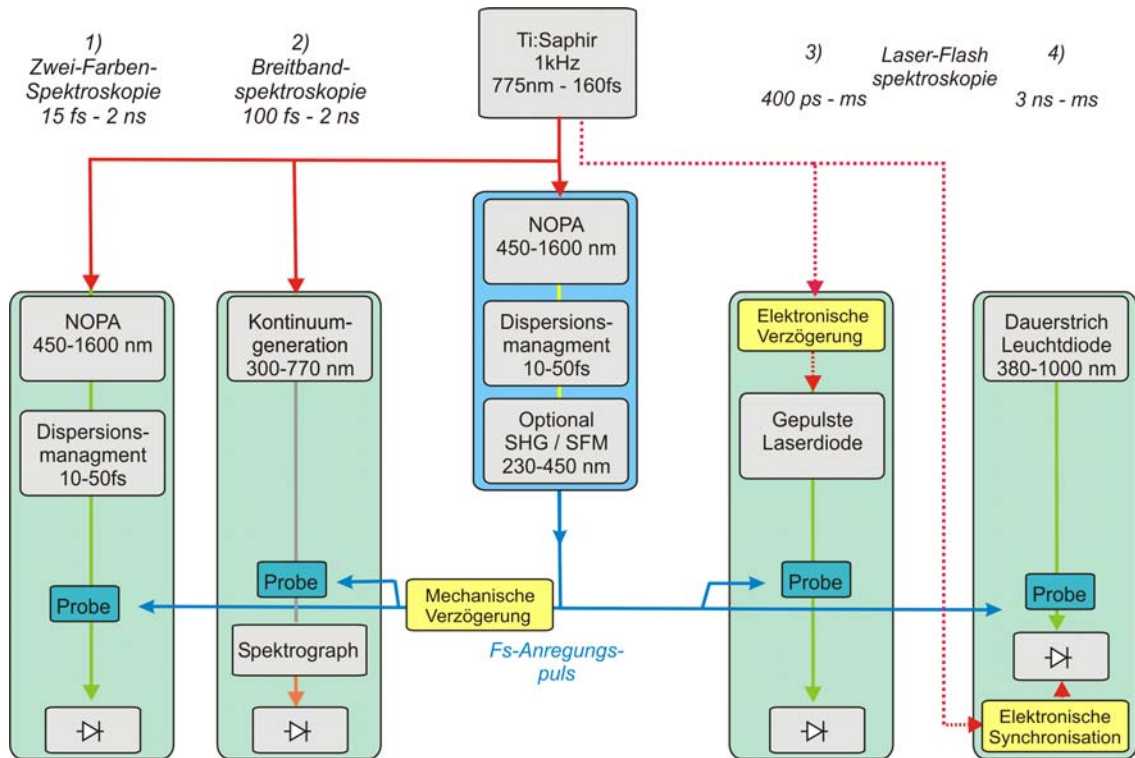 1)
Zwei-Farben-
Spektroskopie
15 fs - 2 ns
2)
Breitband-
spektroskopie
100 fs - 2 ns
Ti:Saphir
1kHz
775nm - 160fs
3)
400 ps - ms
Laser-Flash
spektroskopie
4)
3 ns - ms
NOPA
450-1600 nm
Dispersions-
managment
10-50fs
Optional
SHG / SFM
230-450 nm
NOPA
450-1600 nm
Dispersions-
managment
10-50fs
Probe
Kontinuum-
generation
300-770 nm
Probe
Spektrograph
Mechanische
Verzögerung
Fs-Anregungs-
puls
Elektronische
Verzögerung
Gepulste
Laserdiode
Probe
Dauerstrich
Leuchtdiode
380-1000 nm
Probe
Elektronische
Synchronisation